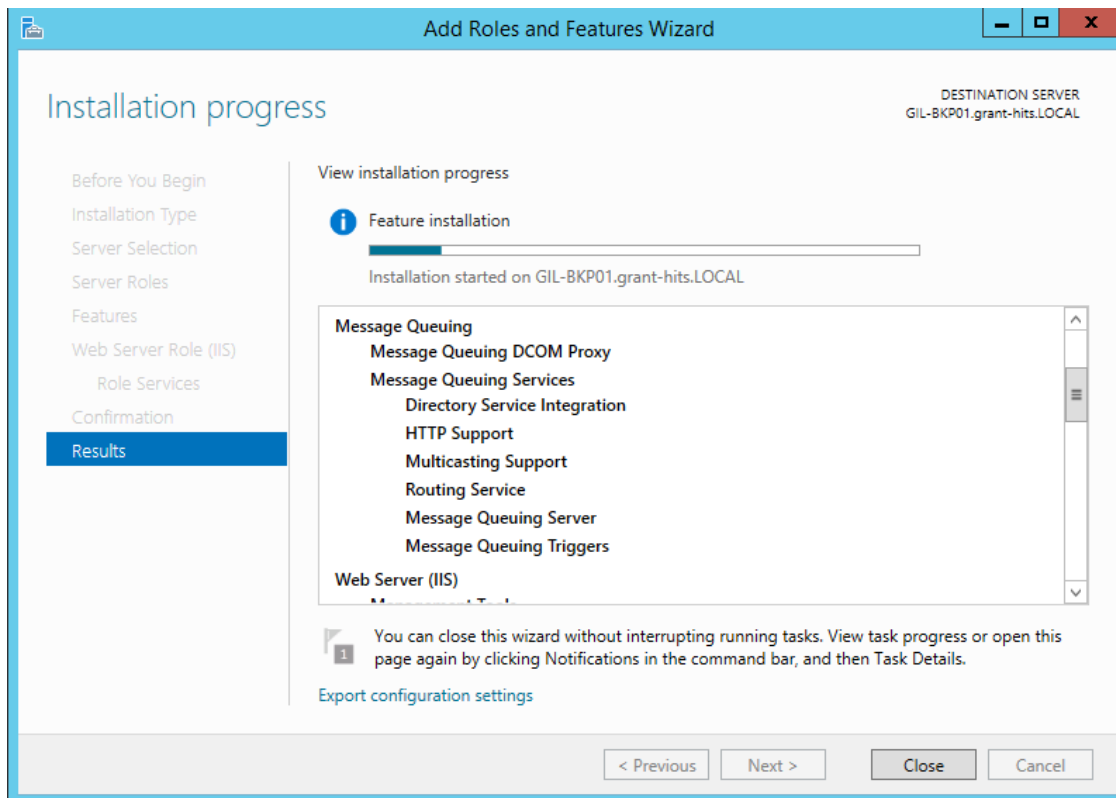 Add Roles and Features Wizard
Installation progress
DESTINATION SERVER
GIL-BKP01.grant-hits.LOCAL
Before You Begin
Installation Type
Server Selection
Server Roles
Features
Web Server Role (IIS)
Role Services
Confirmation
Results
View installation progress
Feature installation
Installation started on GIL-BKP01.grant-hits.LOCAL
Message Queuing
Message Queuing DCOM Proxy
Message Queuing Services
Directory Service Integration
HTTP Support
Multicasting Support
Routing Service
Message Queuing Server
Message Queuing Triggers
Web Server (IIS)
Management Tools
1
You can close this wizard without interrupting running tasks. View task progress or open this
page again by clicking Notifications in the command bar, and then Task Details.
Export configuration settings
< Previous
Next >
Close
Cancel